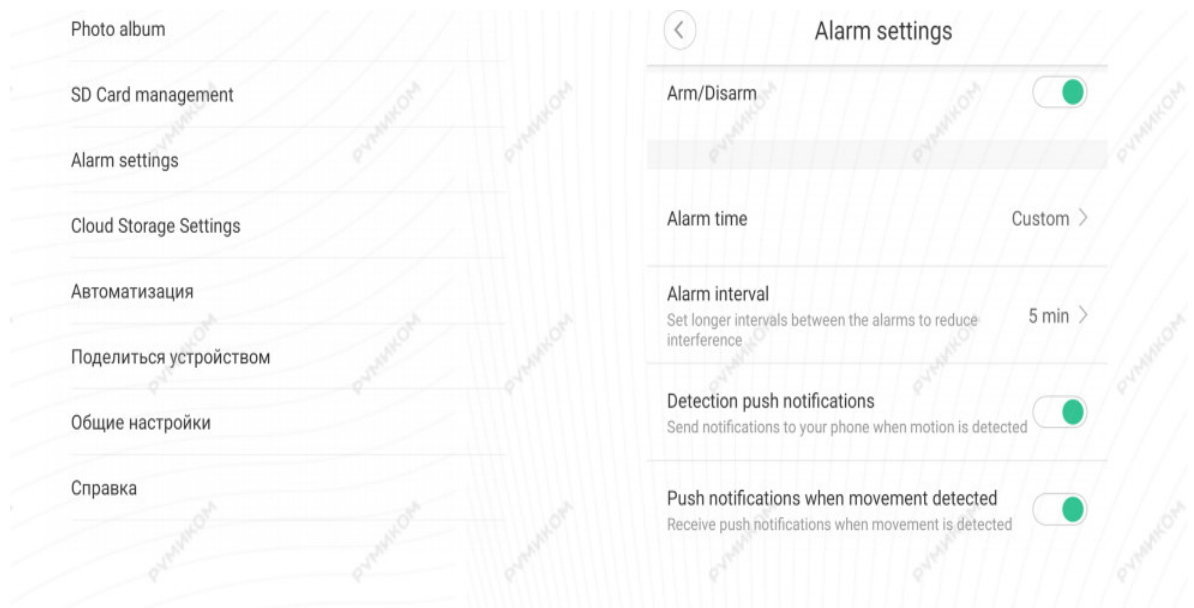 Photo album
SD Card management
Alarm settings
Cloud Storage Settings
Автоматизация
Поделиться устройством
Общие настройки
Справка
Alarm settings
Arm/Disarm
Alarm time
Custom
Alarm interval
Set longer intervals between the alarms to reduce
interference
5 min
Detection push notifications
Send notifications to your phone when motion is detected
Push notifications when movement detected
Receive push notifications when movement is detected
РУМИКОМ